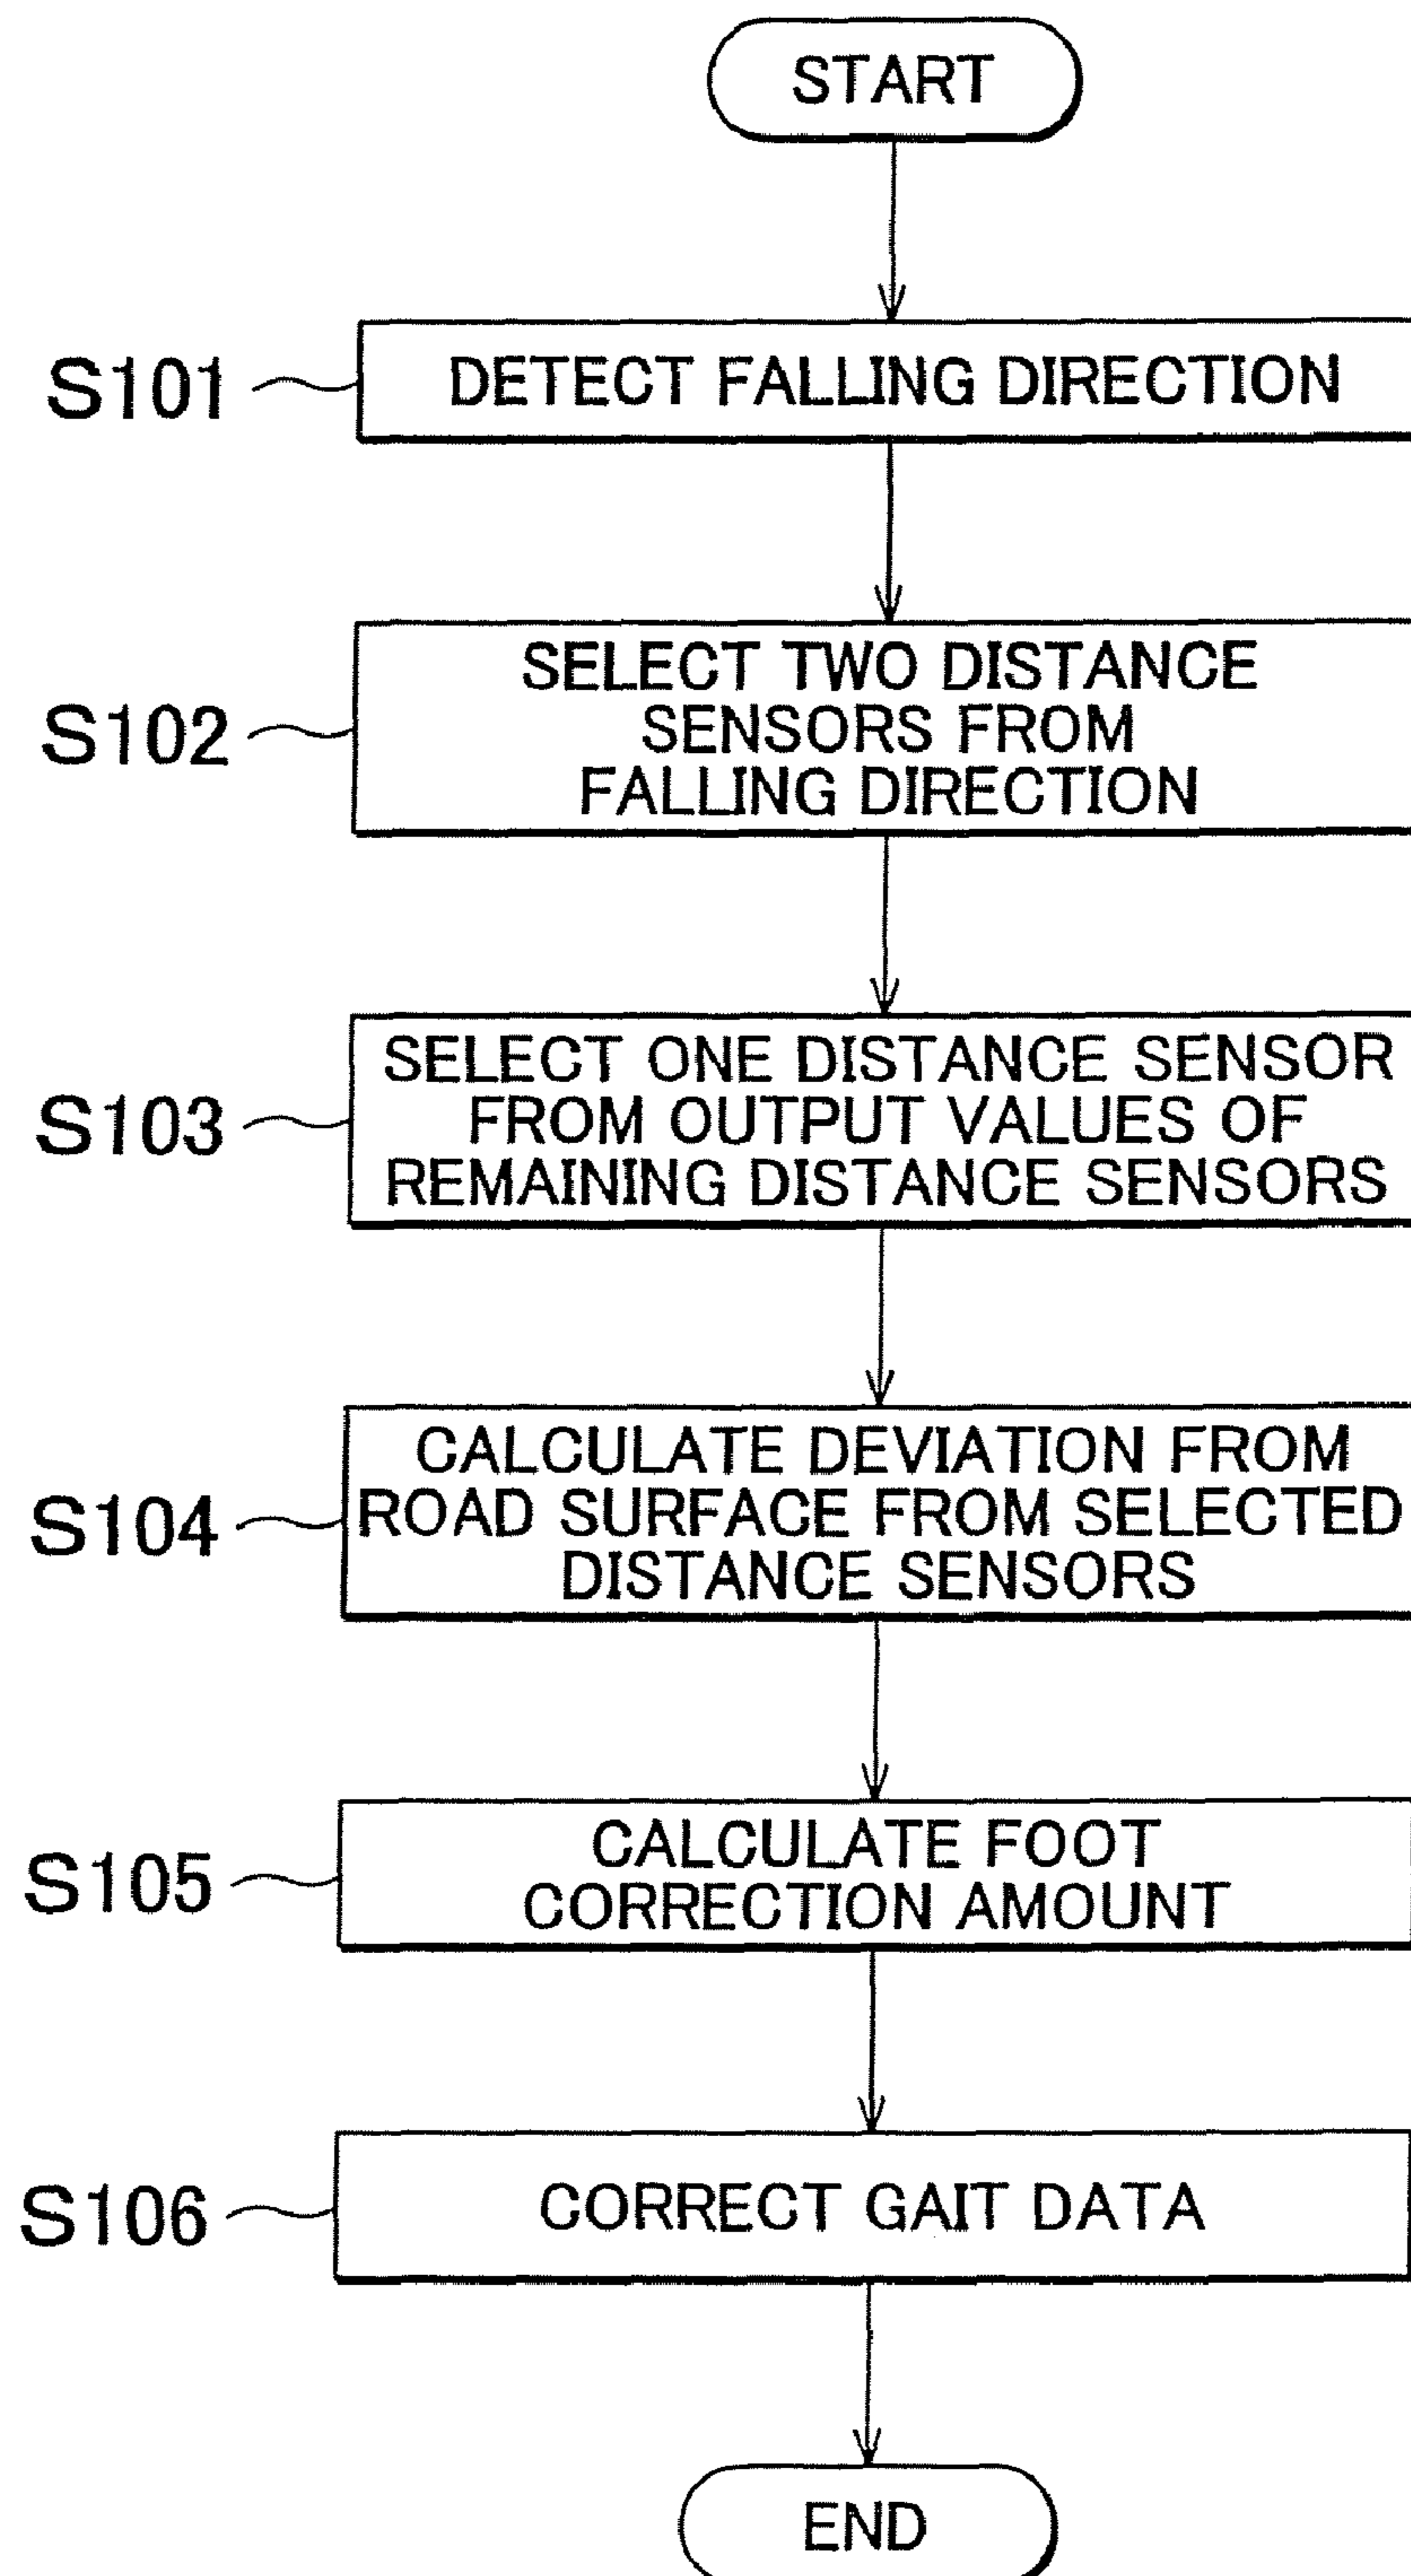 START
S101
DETECT FALLING DIRECTION
S102
SELECT TWO DISTANCE
SENSORS FROM
FALLING DIRECTION
S103
SELECT ONE DISTANCE SENSOR
FROM OUTPUT VALUES OF
REMAINING DISTANCE SENSORS
S104
CALCULATE DEVIATION FROM
ROAD SURFACE FROM SELECTED
DISTANCE SENSORS
S105
CALCULATE FOOT
CORRECTION AMOUNT
S106
CORRECT GAIT DATA
END